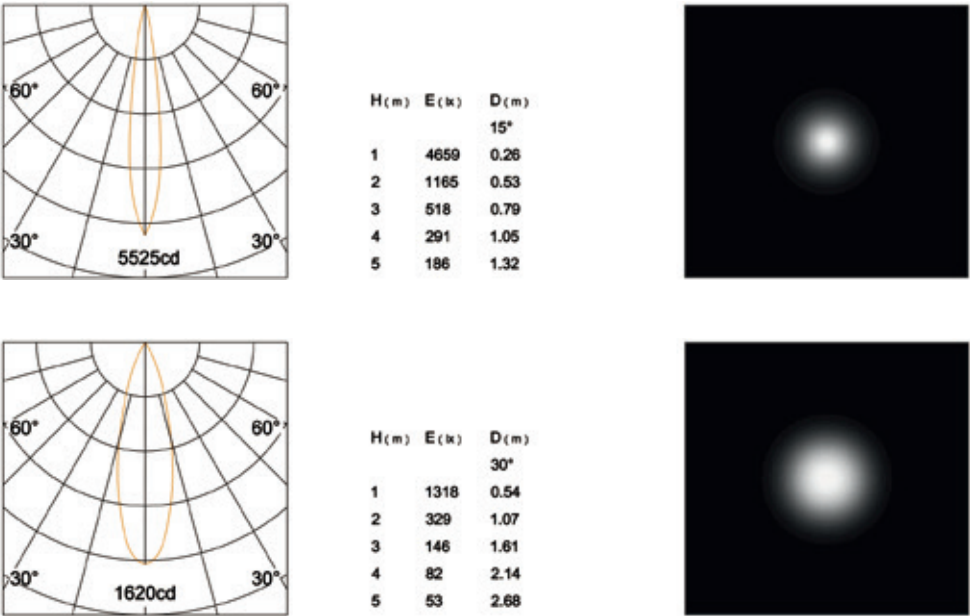 60° 60°
30° 30°
5525cd
H(m) E(lx) D(m)
15°
1 4659 0.26
2 1165 0.53
3 518 0.79
4 291 1.05
5 186 1.32
60° 60°
30° 30°
1620cd
H(m) E(lx) D(m)
30°
1 1318 0.54
2 329 1.07
3 146 1.61
4 82 2.14
5 53 2.68